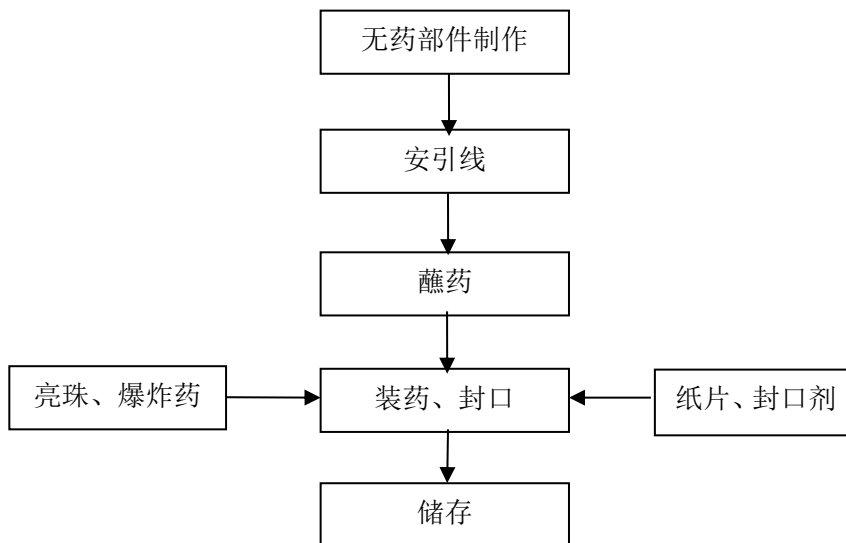 无药部件制作
安引线
蘸药
亮珠、爆炸药
装药、封口
纸片、封口剂
储存